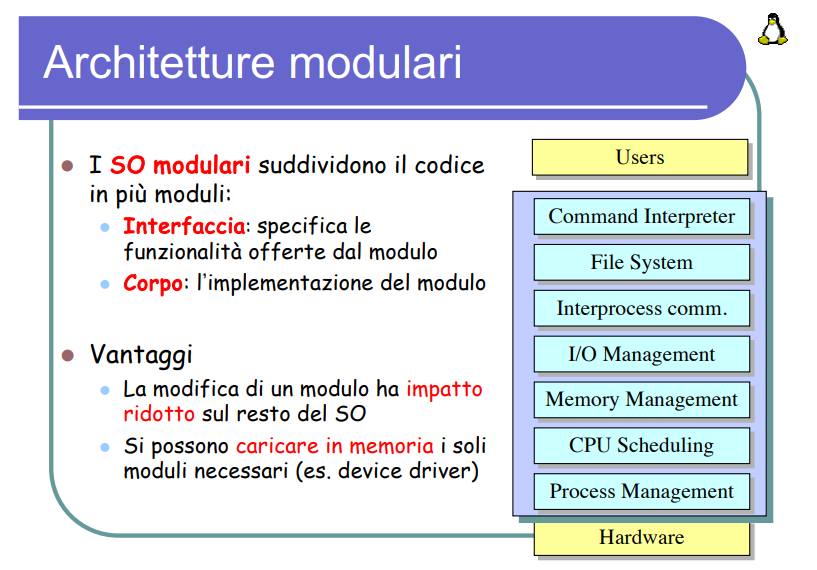 Architetture modulari
I SO modulari suddividono il codice
in più moduli:
Interfaccia: specifica le
funzionalità offerte dal modulo
Corpo: l’implementazione del modulo
Vantaggi
La modifica di un modulo ha impatto
ridotto sul resto del SO
Si possono caricare in memoria i soli
moduli necessari (es. device driver)
Users
Command Interpreter
File System
Interprocess comm.
I/O Management
Memory Management
CPU Scheduling
Process Management
Hardware